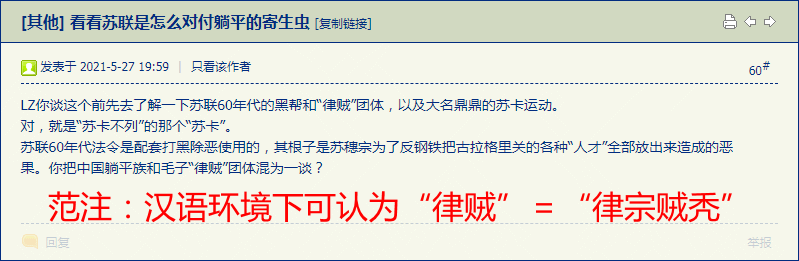 [其他] 看看苏联是怎么对付躺平的寄生虫 [复制链接]
发表于 2021-5-27 19:59 | 只看该作者
60#
LZ你谈这个前先去了解一下苏联60年代的黑帮和“律贼”团体，以及大名鼎鼎的苏卡运动。
对，就是“苏卡不列”的那个“苏卡”。
苏联60年代法令是配套打黑除恶使用的，其根子是苏穗宗为了反钢铁把古拉格里关的各种“人才”全部放出来造成的恶
果。你把中国躺平族和毛子“律贼”团体混为一谈？
范注：汉语环境下可认为“律贼”=“律宗贼秃”
回复
举报